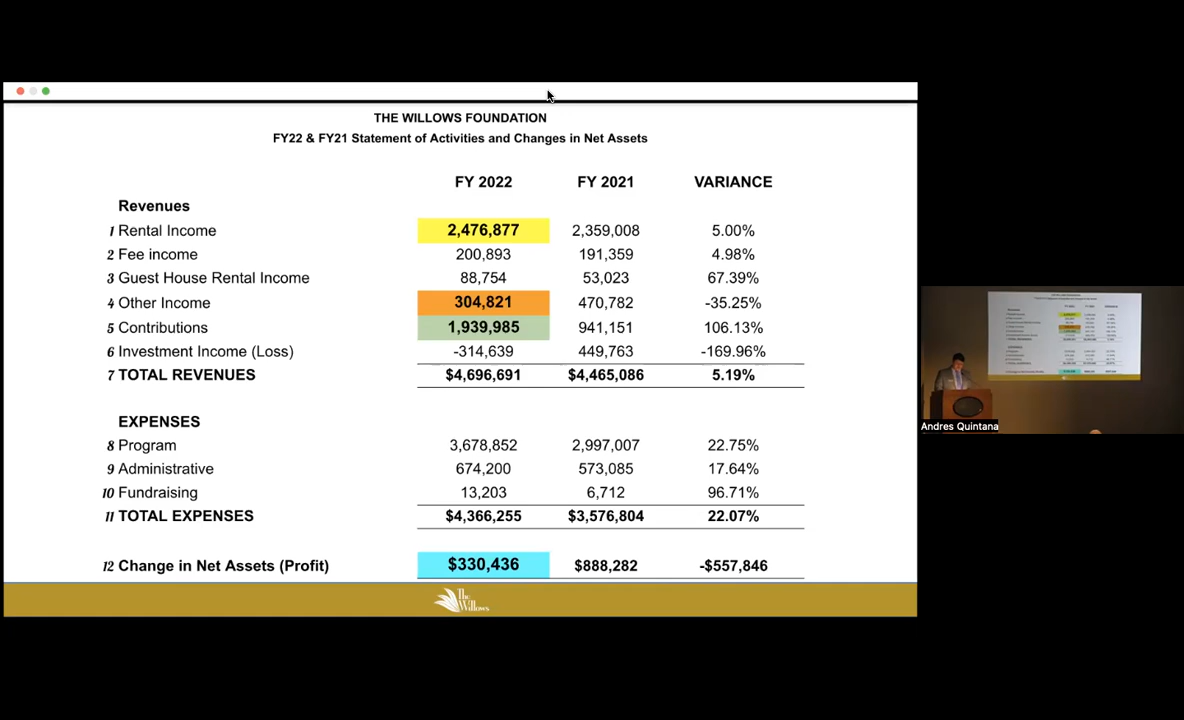 THE WILLOWS FOUNDATION
FY22 & FY21 Statement of Activities and Changes in Net Assets
FY 2022 FY 2021 VARIANCE
Revenues
1 Rental Income 2,476,877 2,359,008 5.00%
2 Fee income 200,893 191,359 4.98%
3 Guest House Rental Income 88,754 53,023 67.39%
4 Other Income 304,821 470,782 -35.25%
5 Contributions 1,939,985 941,151 106.13%
6 Investment Income (Loss) -314,639 449,763 -169.96%
7 TOTAL REVENUES $4,696,691 $4,465,086 5.19%
EXPENSES
8 Program 3,678,852 2,997,007 22.75%
9 Administrative 674,200 573,085 17.64%
10 Fundraising 13,203 6,712 96.71%
11 TOTAL EXPENSES $4,366,255 $3,576,804 22.07%
12 Change in Net Assets (Profit) $330,436 $888,282 -$557,846
The
Willows
Andres Quintana